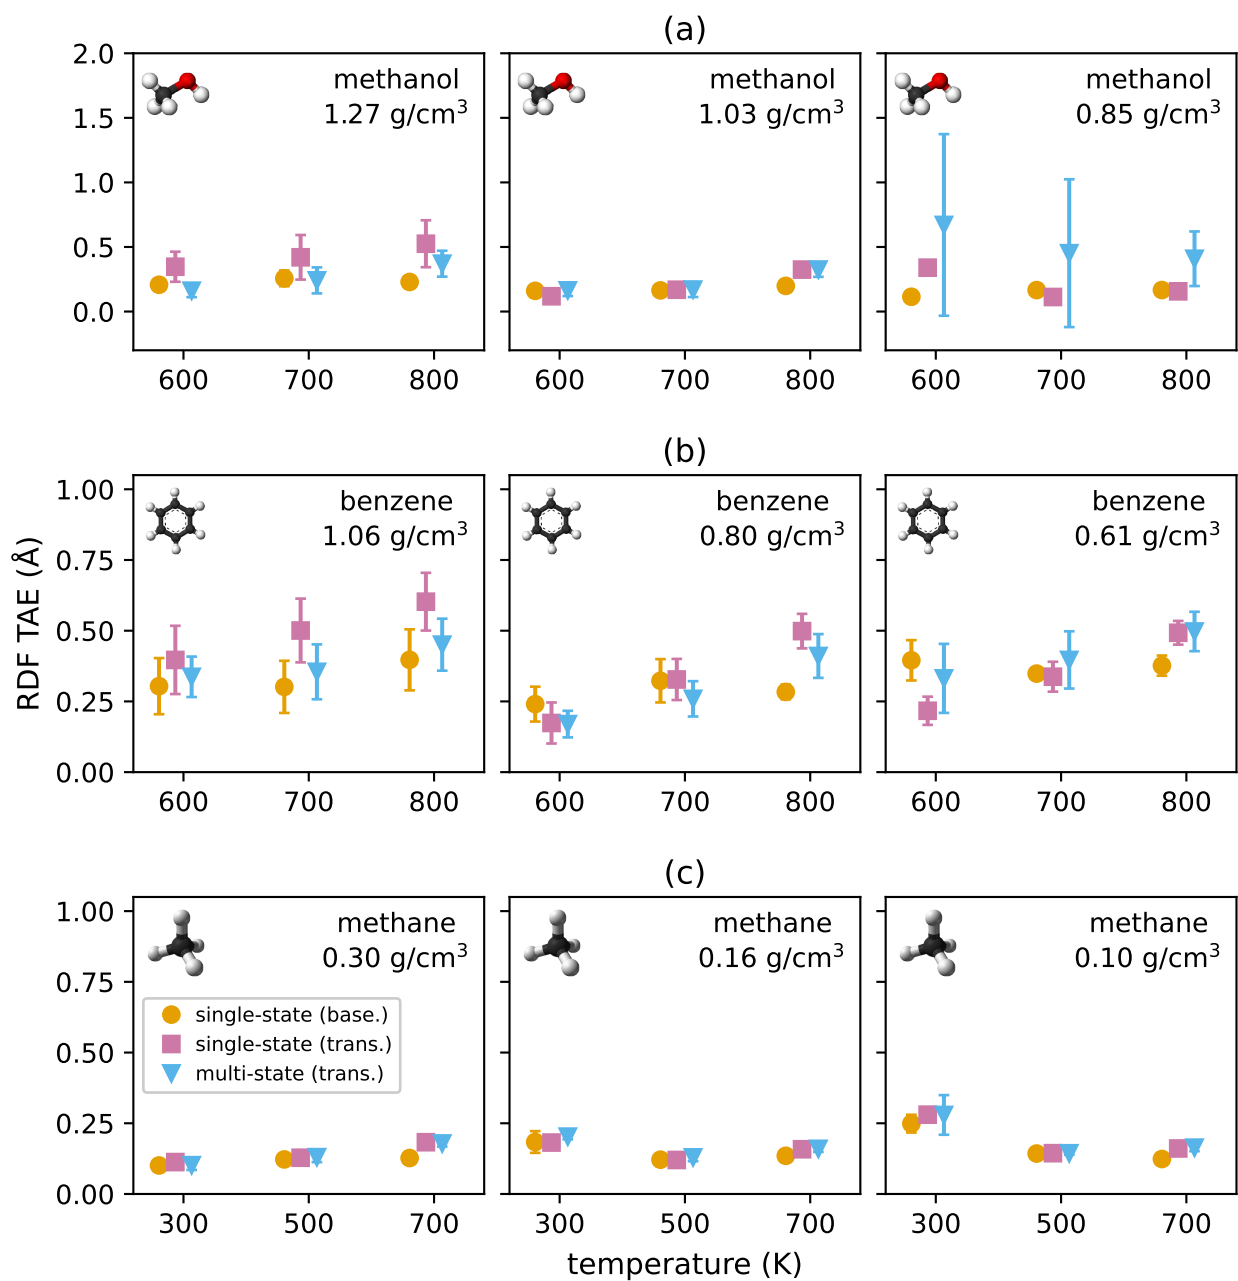 (a)
2.0
1.5
1.0
0.5
0.0
methanol
1.27 g/cm³
methanol
1.03 g/cm³
methanol
0.85 g/cm³
600 700 800
600 700 800
600 700 800
(b)
RDF TAE (Å)
1.00
0.75
0.50
0.25
0.00
benzene
1.06 g/cm³
benzene
0.80 g/cm³
benzene
0.61 g/cm³
600 700 800
600 700 800
600 700 800
(c)
1.00
0.75
0.50
0.25
0.00
methane
0.30 g/cm³
single-state (base.)
single-state (trans.)
multi-state (trans.)
methane
0.16 g/cm³
methane
0.10 g/cm³
300 500 700
300 500 700
300 500 700
temperature (K)